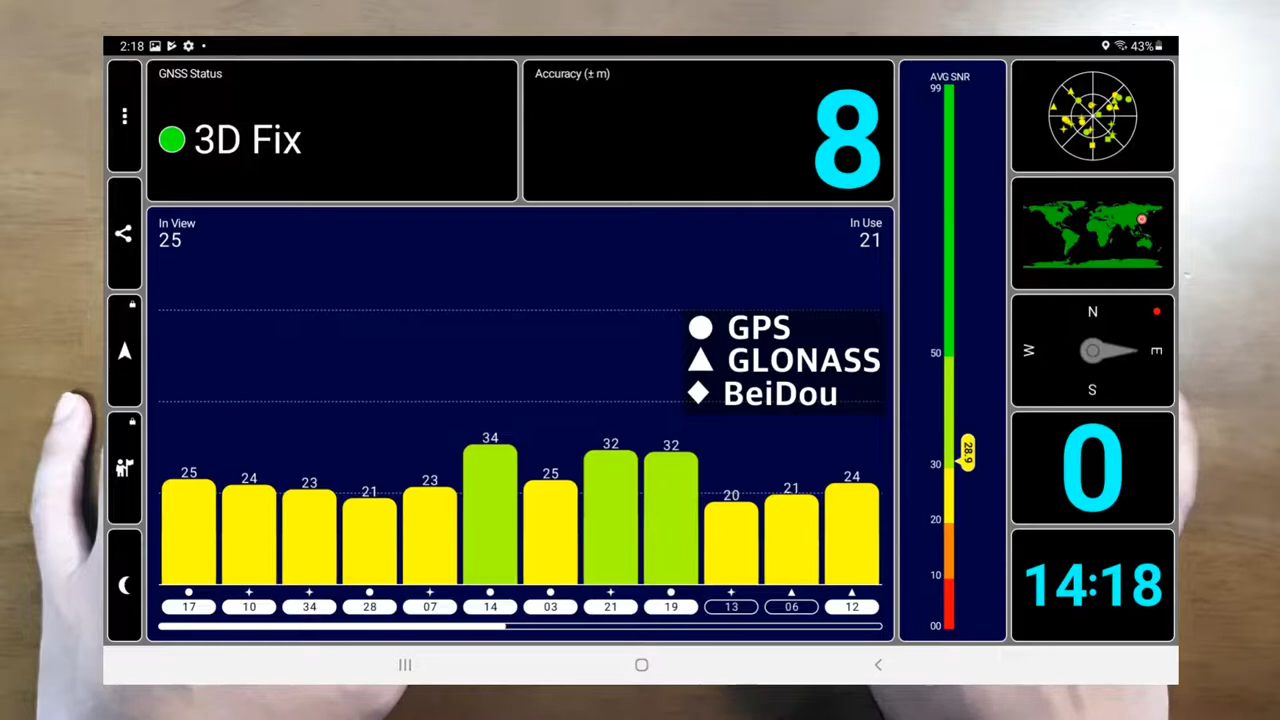 2:18
43%
GNSS Status
3D Fix
Accuracy (± m)
8
In View
25
In Use
21
GPS
GLONASS
BeiDou
25 24 23 21 23 34 25 32 32 20 21 24
17 10 34 28 07 14 03 21 19 13 06 12
AVG SNR
99
50
30
28.9
20
10
00
N
W E
S
0
14:18